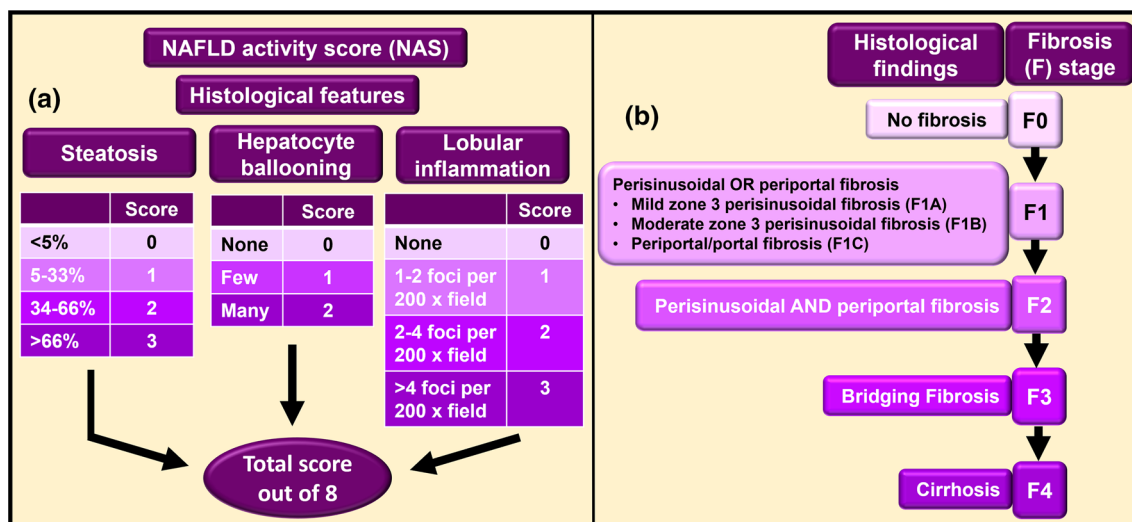 NAFLD activity score (NAS)
Histological features
(a)
Steatosis
Score
<5% 0
5-33% 1
34-66% 2
>66% 3
Hepatocyte
ballooning
Score
None 0
Few 1
Many 2
Lobular
inflammation
Score
None 0
1-2 foci per 1
200 x field
2-4 foci per 2
200 x field
>4 foci per 3
200 x field
Total score
out of 8
(b)
Histological
findings
Fibrosis
(F) stage
No fibrosis F0
Perisinusoidal OR periportal fibrosis
• Mild zone 3 perisinusoidal fibrosis (F1A)
• Moderate zone 3 perisinusoidal fibrosis (F1B)
• Periportal/portal fibrosis (F1C)
F1
Perisinusoidal AND periportal fibrosis F2
Bridging Fibrosis F3
Cirrhosis F4